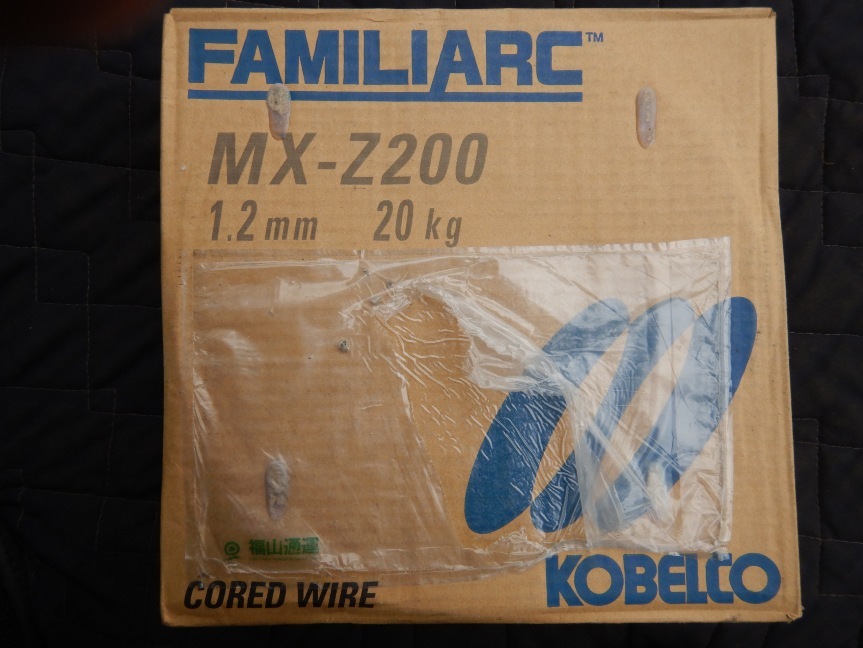 FAMILIARC™
MX-Z200
1.2 mm 20 kg
福山通運
CORED WIRE
KOBELCO